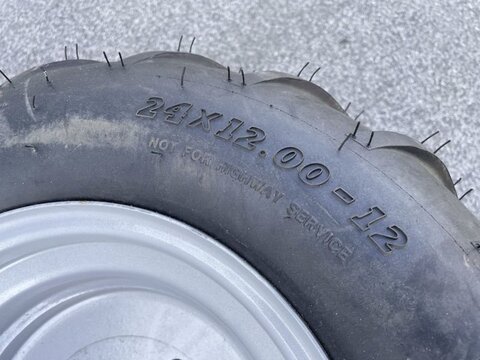 24x12.00-12
NOT FOR HIGHWAY SERVICE